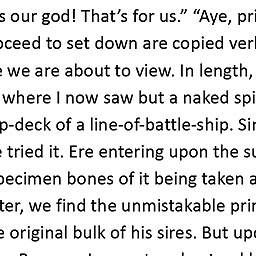 s our god! That’s for us.” “Aye, pri
oceed to set down are copied ver
e we are about to view. In length,
where I now saw but a naked spi
p-deck of a line-of-battle-ship. Si
e tried it. Ere entering upon the su
pecimen bones of it being taken a
ter, we find the unmistakable prin
e original bulk of his sires. But up